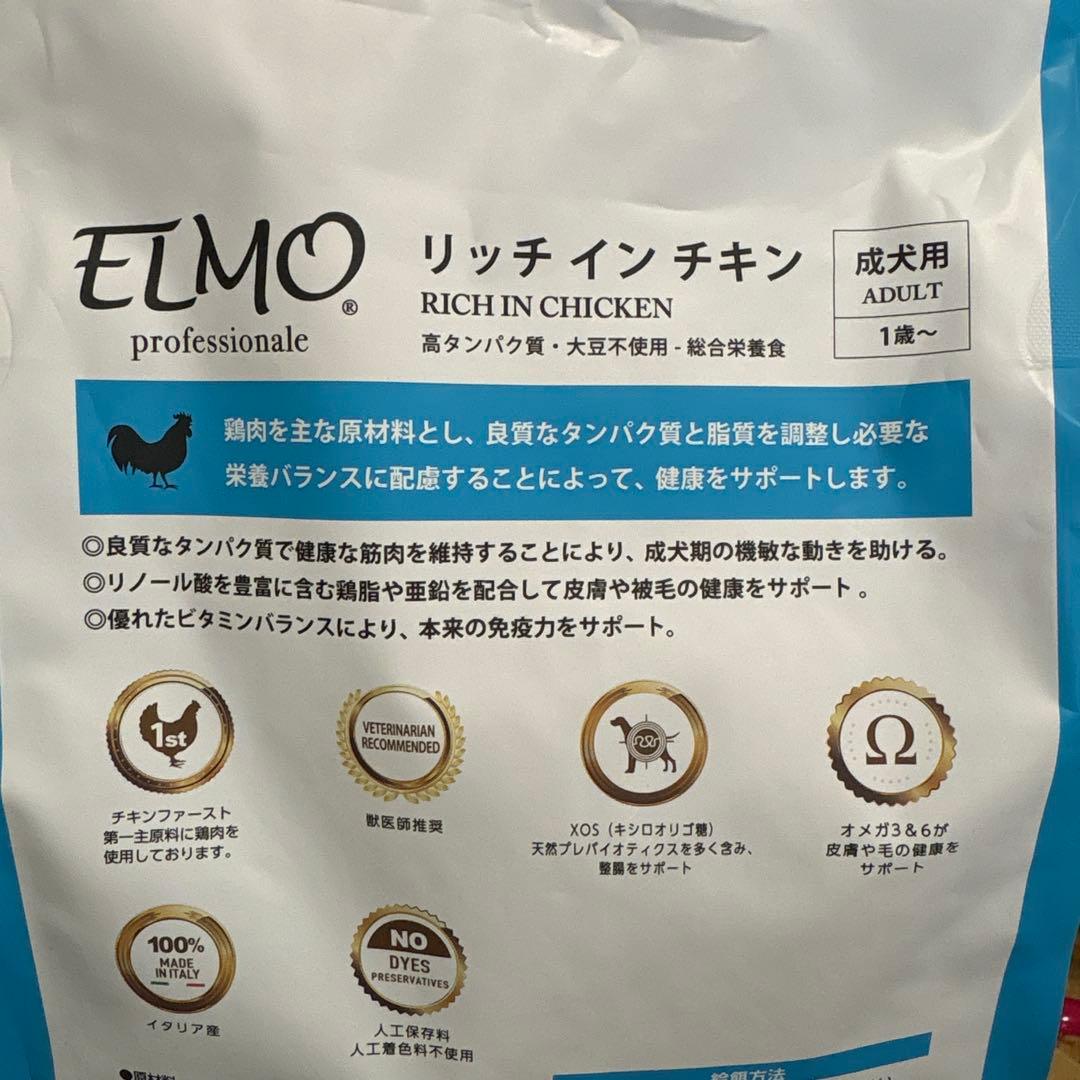 ELMO®
professionale
リッチ イン チキン
RICH IN CHICKEN
高タンパク質・大豆不使用 - 総合栄養食
成犬用
ADULT
1歳～
鶏肉を主な原材料とし、良質なタンパク質と脂質を調整し必要な
栄養バランスに配慮することによって、健康をサポートします。
◎良質なタンパク質で健康な筋肉を維持することにより、成犬期の機敏な動きを助ける。
◎リノール酸を豊富に含む鶏脂や亜鉛を配合して皮膚や被毛の健康をサポート。
◎優れたビタミンバランスにより、本来の免疫力をサポート。
1st
チキンファースト
第一主原料に鶏肉を
使用しております。
VETERINARIAN
RECOMMENDED
獣医師推奨
XOS（キシロオリゴ糖）
天然プレバイオティクスを多く含み、
整腸をサポート
Ω
オメガ3＆6が
皮膚や毛の健康を
サポート
100%
MADE
IN ITALY
イタリア産
NO
DYES
PRESERVATIVES
人工保存料
人工着色料不使用
●原材料
給餌方法